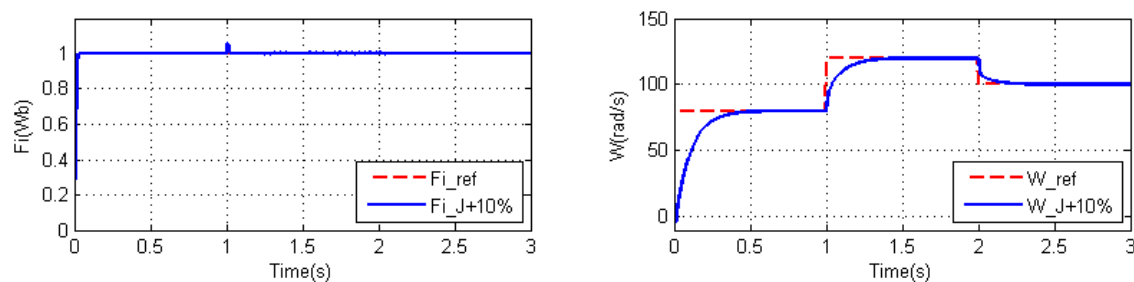 Fi(Wb)
1
0.8
0.6
0.4
0.2
0
0 0.5 1 1.5 2 2.5 3
Time(s)
Fi_ref
Fi_J+10%
W(rad/s)
150
100
50
0
0 0.5 1 1.5 2 2.5 3
Time(s)
W_ref
W_J+10%